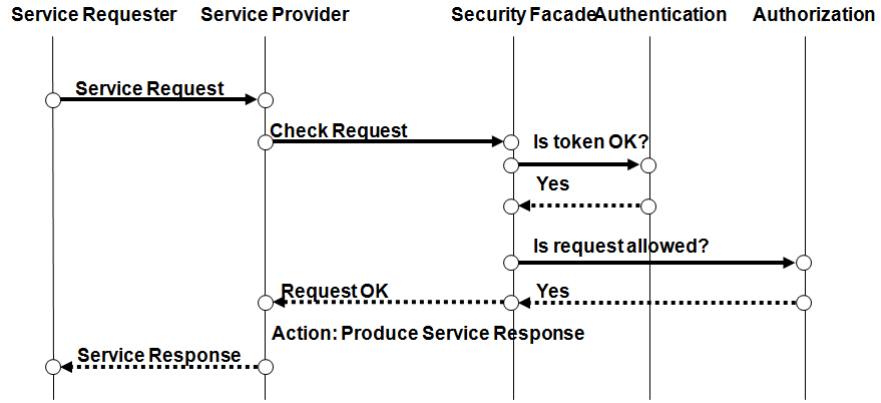 Service Requester Service Provider Security Facade Authentication Authorization
Service Request
Check Request
Is token OK?
Yes
Is request allowed?
Request OK Yes
Action: Produce Service Response
Service Response